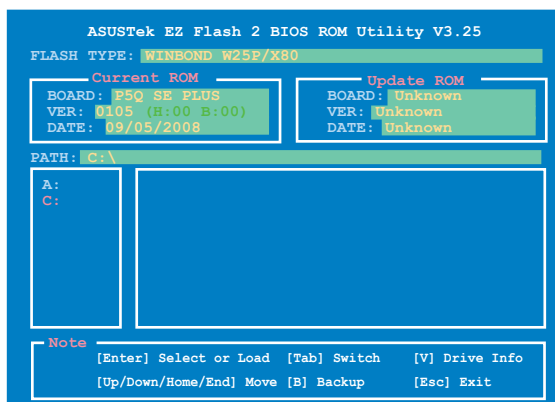 ASUSTek EZ Flash 2 BIOS ROM Utility V3.25
FLASH TYPE: WINBOND W25P/X80
Current ROM
BOARD: P5Q SE PLUS
VER: 0105 (H:00 B:00)
DATE: 09/05/2008
Update ROM
BOARD: Unknown
VER: Unknown
DATE: Unknown
PATH: C:\
A:
C:
Note
[Enter] Select or Load [Tab] Switch [V] Drive Info
[Up/Down/Home/End] Move [B] Backup [Esc] Exit